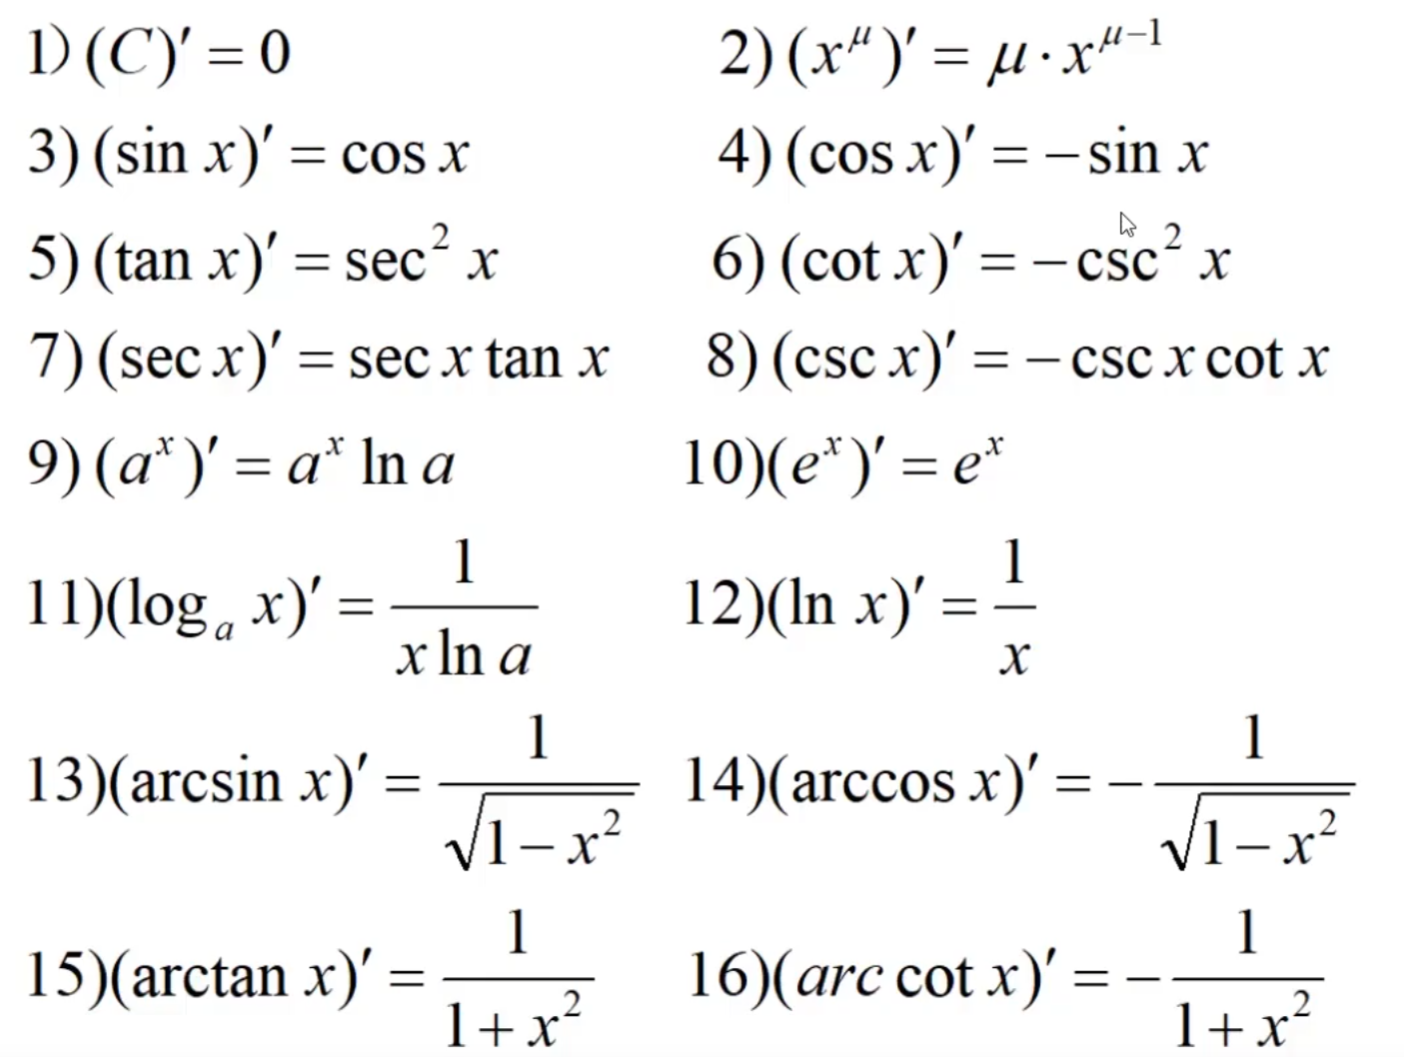 1) (C)′ = 0
2) (x^μ)′ = μ · x^{μ−1}
3) (sin x)′ = cos x
4) (cos x)′ = − sin x
5) (tan x)′ = sec² x
6) (cot x)′ = − csc² x
7) (sec x)′ = sec x tan x
8) (csc x)′ = − csc x cot x
9) (a^x)′ = a^x ln a
10)(e^x)′ = e^x
11)(log_a x)′ = 1/(x ln a)
12)(ln x)′ = 1/x
13)(arcsin x)′ = 1/√(1 − x²)
14)(arccos x)′ = − 1/√(1 − x²)
15)(arctan x)′ = 1/(1 + x²)
16)(arc cot x)′ = − 1/(1 + x²)